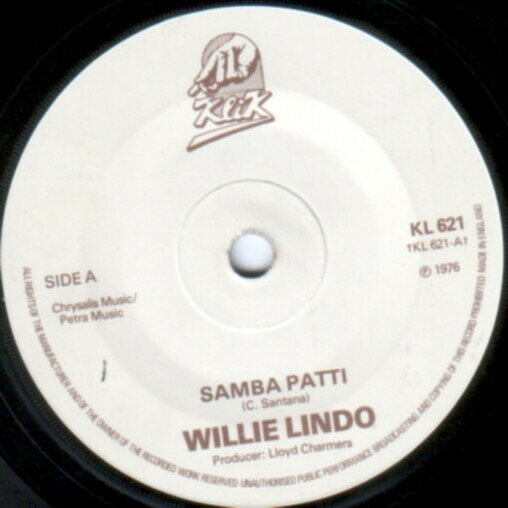 KliK
KL 621
†KL 621-A†
SIDE A
℗ 1976
Chrysalis Music/
Petra Music
SAMBA PATTI
(C. Santana)
WILLIE LINDO
Producer: Lloyd Charmers
ALL RIGHTS OF THE MANUFACTURER AND OF THE OWNER OF THE RECORDED WORK RESERVED·UNAUTHORISED PUBLIC PERFORMANCE BROADCASTING AND COPYING OF THIS RECORD PROHIBITED MADE IN ENGLAND